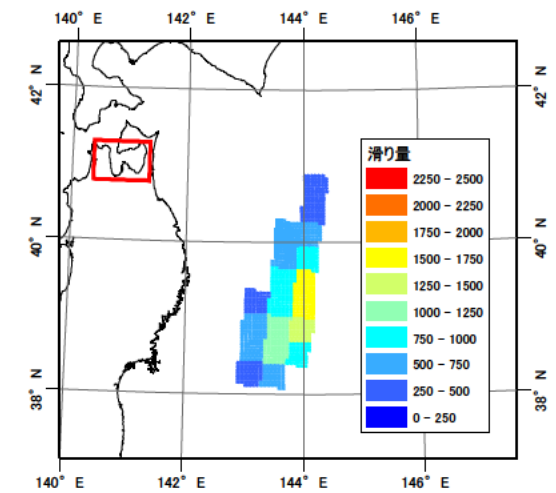 140° E 142° E 144° E 146° E
42° N 42° N
滑り量
2250 - 2500
2000 - 2250
1750 - 2000
1500 - 1750
1250 - 1500
1000 - 1250
750 - 1000
500 - 750
250 - 500
0 - 250
40° N 40° N
38° N 38° N
140° E 142° E 144° E 146° E